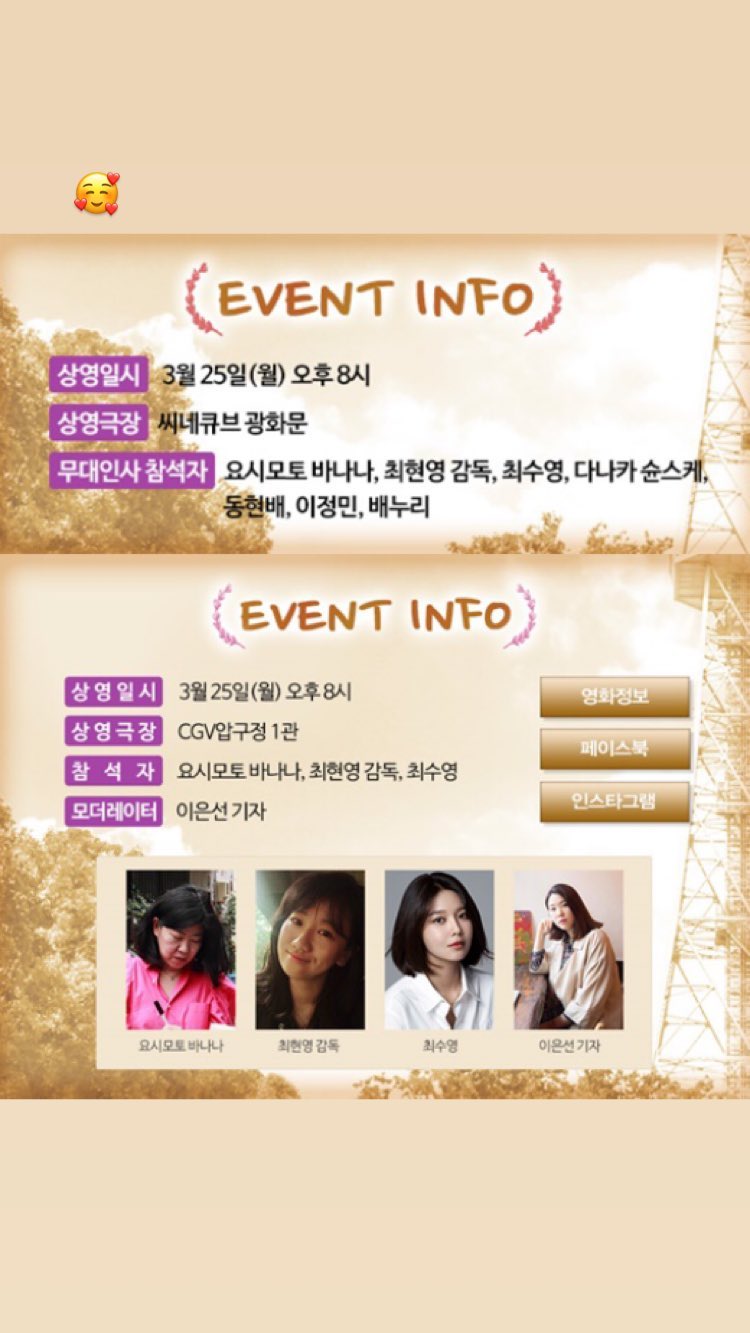 EVENT INFO
상영일시 3월 25일(월) 오후 8시
상영극장 씨네큐브 광화문
무대인사 참석자 요시모토 바나나, 최현영 감독, 최수영, 다나카 슌스케,
동현배, 이정민, 배누리
EVENT INFO
상영일시 3월 25일(월) 오후 8시
상영극장 CGV압구정 1관
참석자 요시모토 바나나, 최현영 감독, 최수영
모더레이터 이은선 기자
영화정보
페이스북
인스타그램
요시모토 바나나
최현영 감독
최수영
이은선 기자